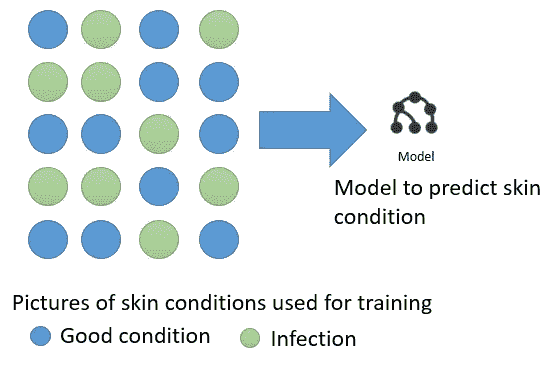 Model
Model to predict skin
condition
Pictures of skin conditions used for training
Good condition
Infection